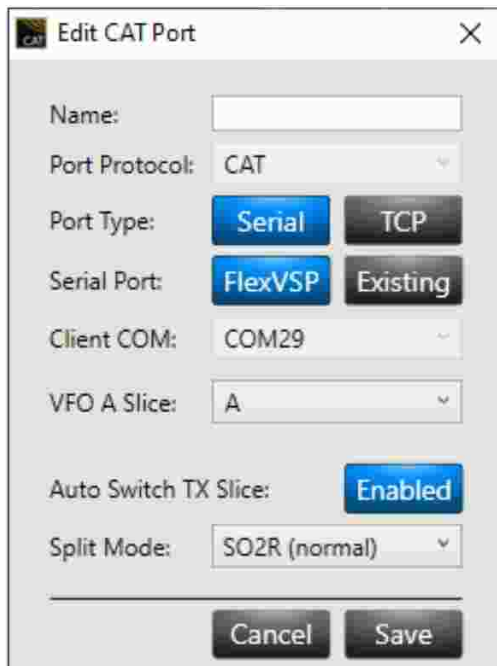 CAT Edit CAT Port
Name:
Port Protocol: CAT
Port Type: Serial TCP
Serial Port: FlexVSP Existing
Client COM: COM29
VFO A Slice: A
Auto Switch TX Slice: Enabled
Split Mode: SO2R (normal)
Cancel Save